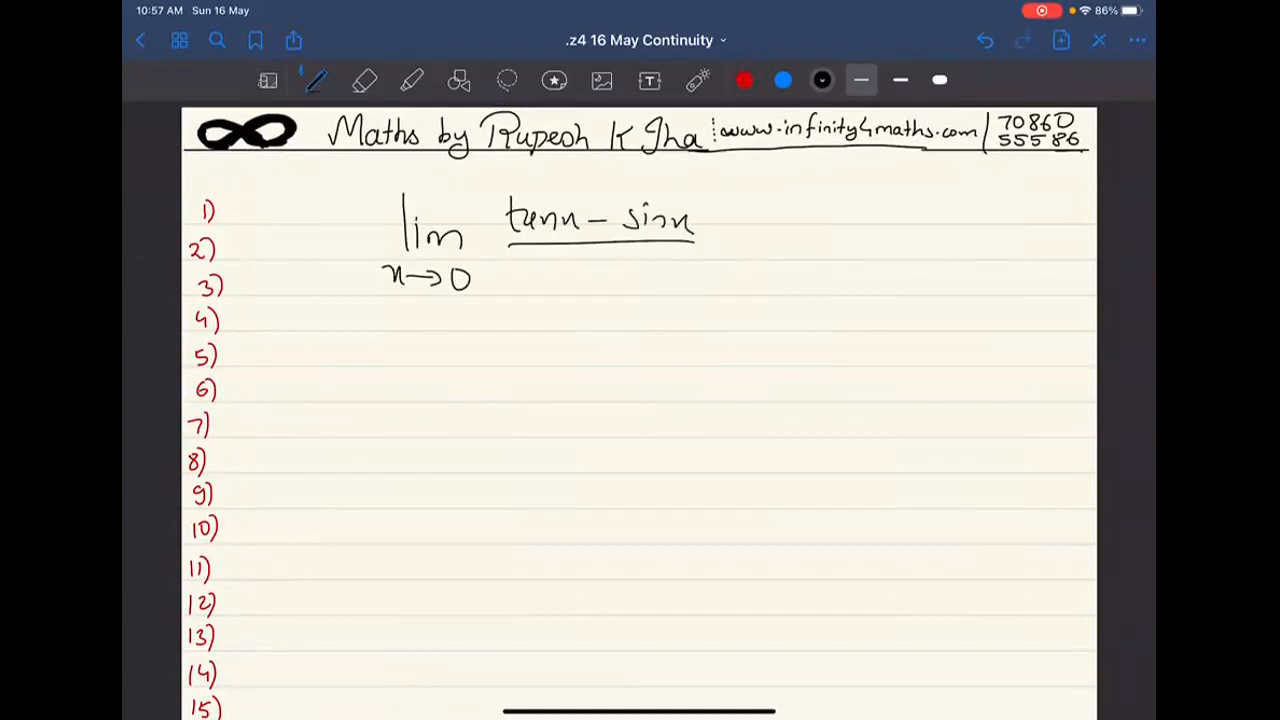 10:57 AM Sun 16 May 86%
.z4 16 May Continuity
Maths by Rupesh K Jha www.infinity4maths.com 70860
55586
1) lim tanx - sinx
2)
3) x→0
4)
5)
6)
7)
8)
9)
10)
11)
12)
13)
14)
15)